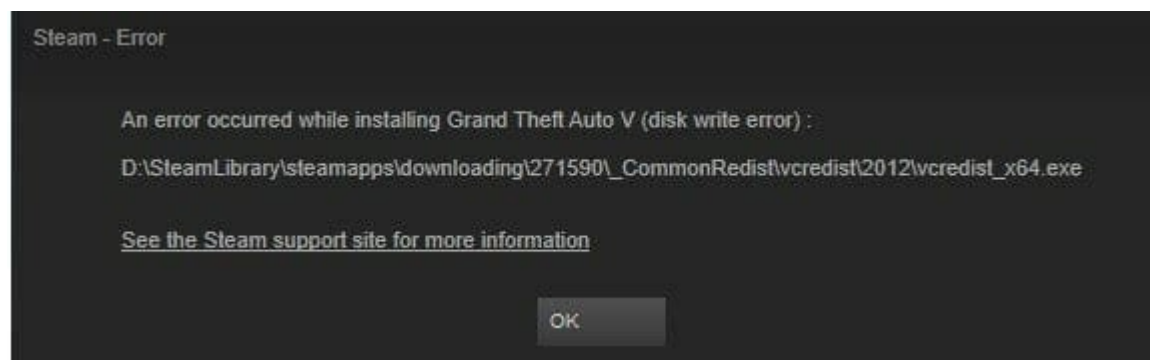 Steam - Error
An error occurred while installing Grand Theft Auto V (disk write error) :
D:\SteamLibrary\steamapps\downloading\271590\_CommonRedist\vcredist\2012\vcredist_x64.exe
See the Steam support site for more information
OK